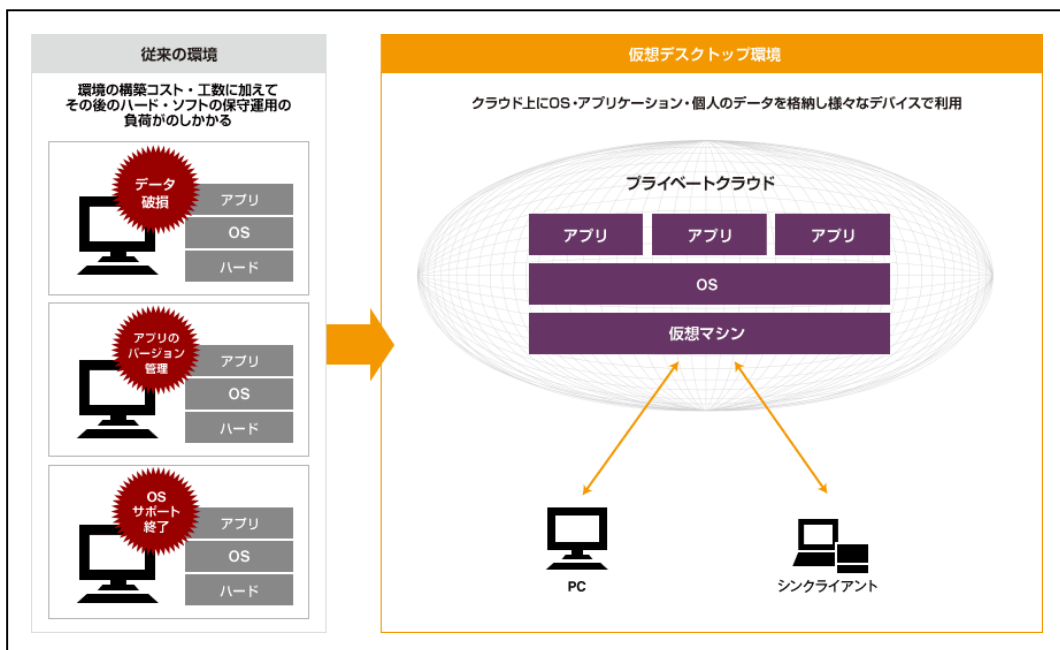 従来の環境
環境の構築コスト・工数に加えて
その後のハード・ソフトの保守運用の
負荷がのしかかる
データ
破損
アプリ
OS
ハード
アプリの
バージョン
管理
アプリ
OS
ハード
OS
サポート
終了
アプリ
OS
ハード
仮想デスクトップ環境
クラウド上にOS・アプリケーション・個人のデータを格納し様々なデバイスで利用
プライベートクラウド
アプリ アプリ アプリ
OS
仮想マシン
PC
シンクライアント